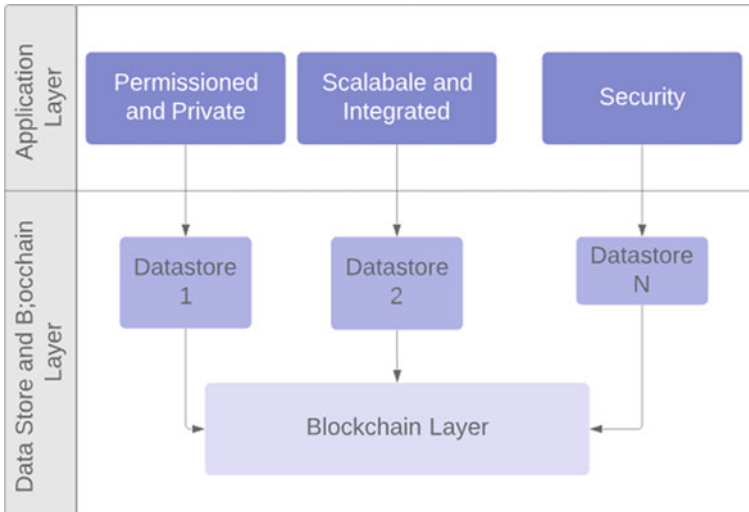 Application
Layer
Permissioned
and Private
Scalabale and
Integrated
Security
Data Store and B;occhain
Layer
Datastore
1
Datastore
2
Datastore
N
Blockchain Layer